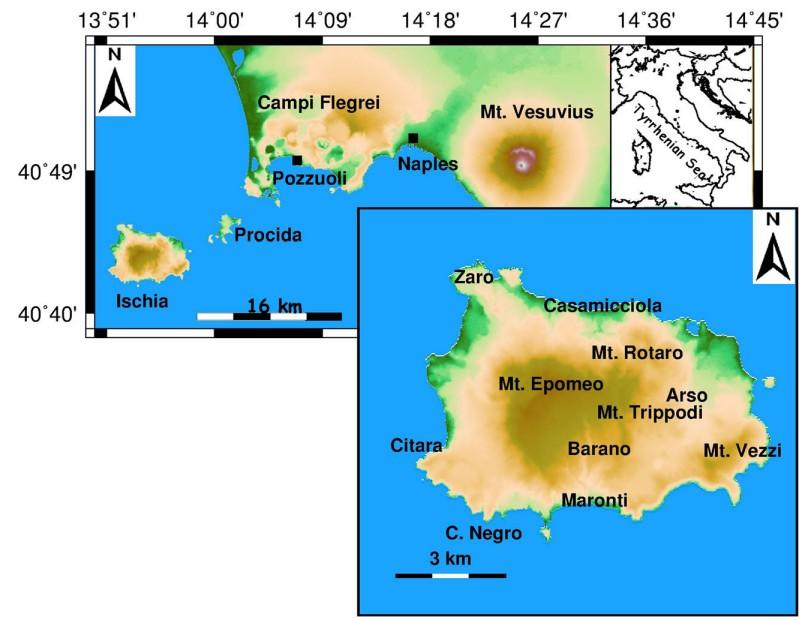 13°51' 14°00' 14°09' 14°18' 14°27' 14°36' 14°45'
N
Campi Flegrei
Mt. Vesuvius
Tyrrhenian Sea
Naples
40°49'
Pozzuoli
Procida
N
Ischia
16 km
40°40'
Zaro
Casamicciola
Mt. Rotaro
Mt. Epomeo
Arso
Mt. Trippodi
Citara
Barano
Mt. Vezzi
Maronti
C. Negro
3 km